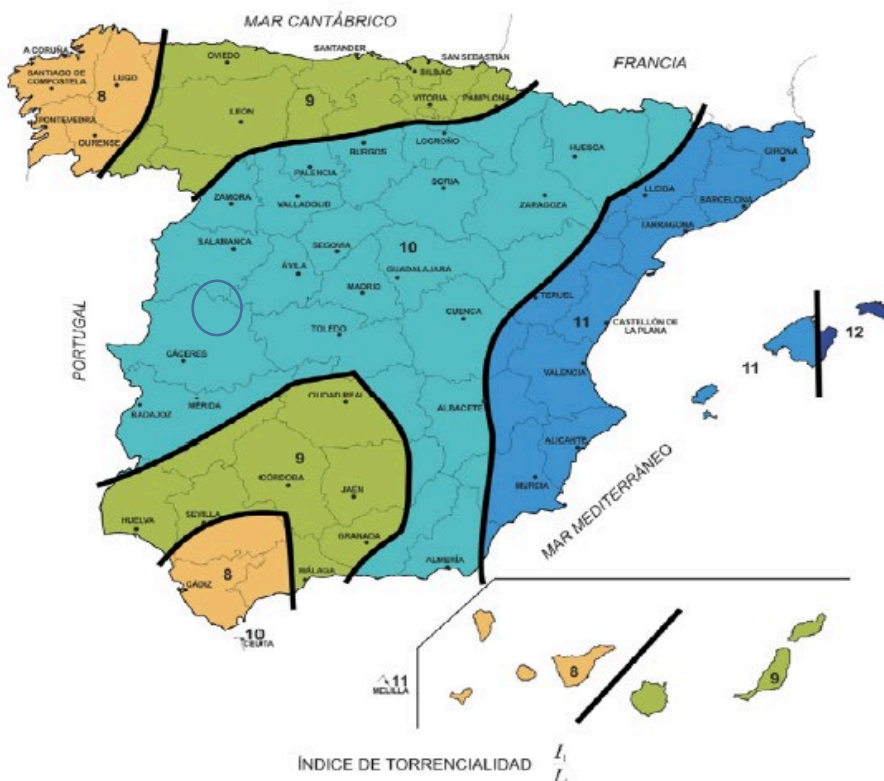 MAR CANTÁBRICO
A CORUÑA
OVIEDO
SANTANDER
SAN SEBASTIÁN
FRANCIA
SANTIAGO DE
COMPOSTELA
LUGO
BILBAO
8
9
LEÓN
VITORIA
PAMPLONA
PONTEVEDRA
OURENSE
LOGROÑO
BURGOS
HUESCA
GIRONA
PALENCIA
ZAMORA
VALLADOLID
SORIA
ZARAGOZA
LLEIDA
BARCELONA
TARRAGONA
SALAMANCA
SEGOVIA
10
ÁVILA
GUADALAJARA
MADRID
TERUEL
PORTUGAL
CUENCA
11
CASTELLÓN DE
LA PLANA
12
TOLEDO
CÁCERES
VALENCIA
11
MÉRIDA
BADAJOZ
CIUDAD REAL
ALBACETE
ALICANTE
9
CÓRDOBA
JAÉN
MURCIA
MAR MEDITERRÁNEO
HUELVA
SEVILLA
GRANADA
8
CÁDIZ
MÁLAGA
ALMERÍA
10
CEUTA
11
MELILLA
8
9
ÍNDICE DE TORRENCIALIDAD